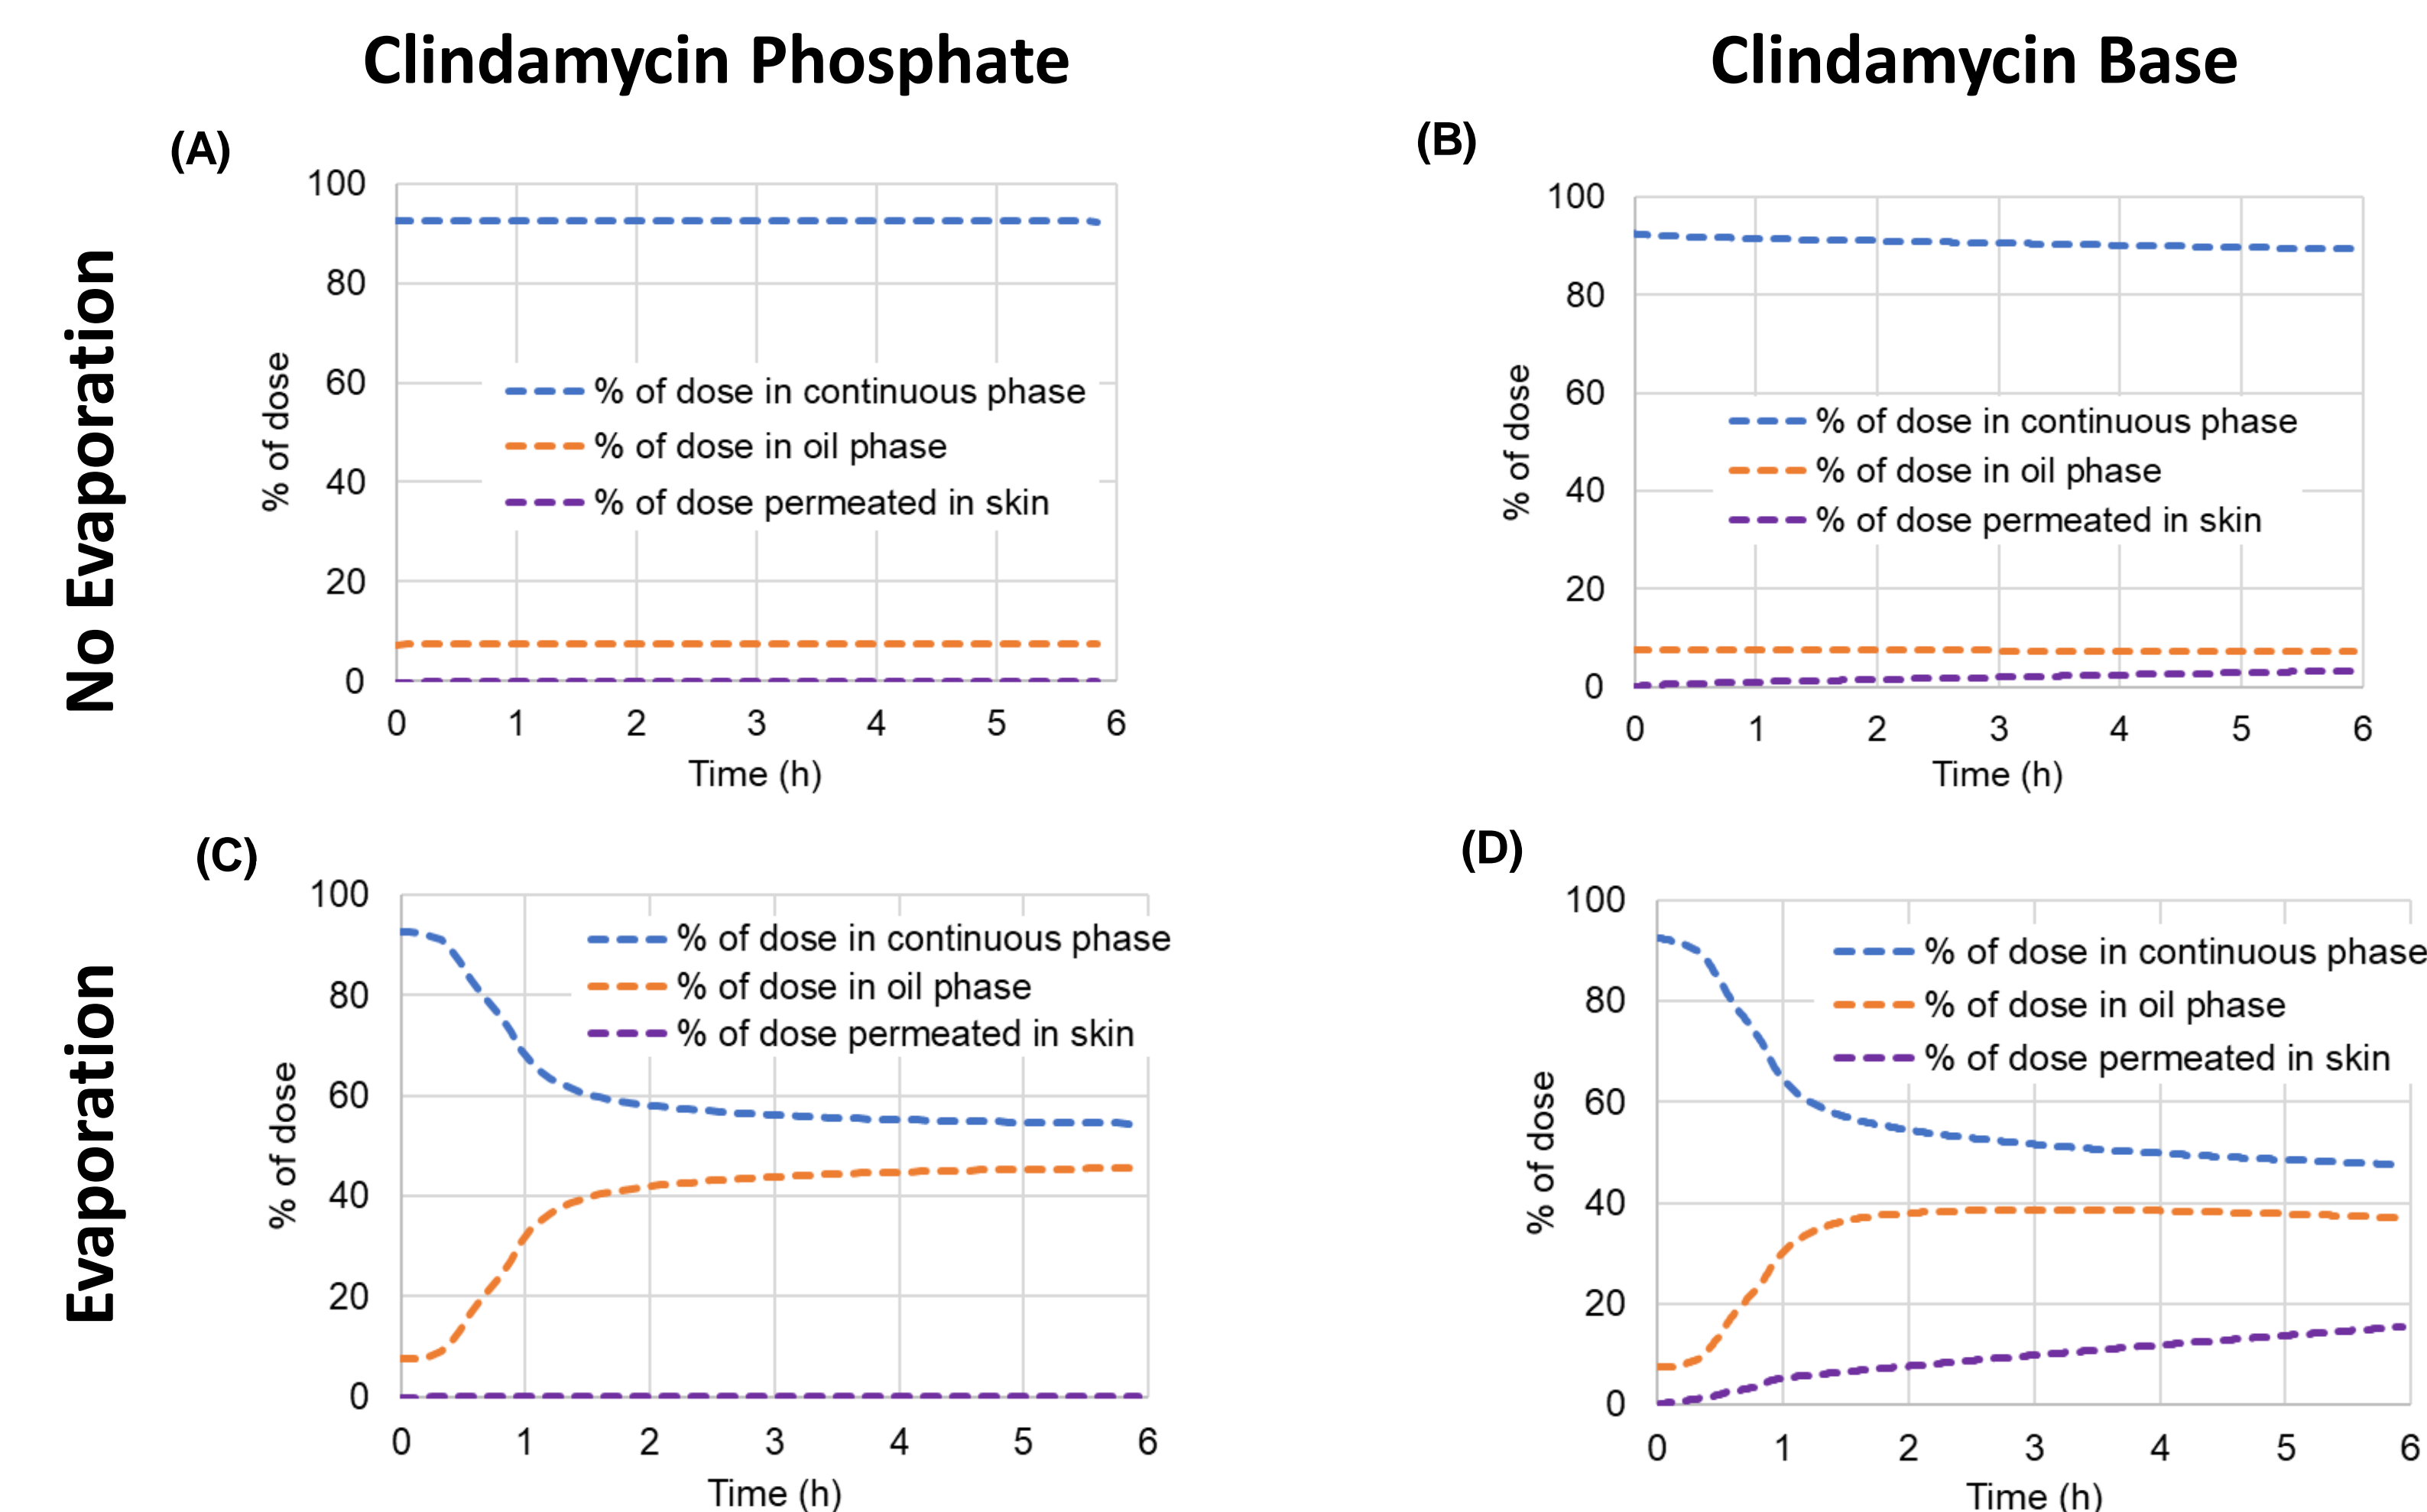 Clindamycin Phosphate
Clindamycin Base
No Evaporation
(A)
100
80
60
40
20
0
% of dose
% of dose in continuous phase
% of dose in oil phase
% of dose permeated in skin
0 1 2 3 4 5 6
Time (h)
(B)
100
80
60
40
20
0
% of dose
% of dose in continuous phase
% of dose in oil phase
% of dose permeated in skin
0 1 2 3 4 5 6
Time (h)
Evaporation
(C)
100
80
60
40
20
0
% of dose
% of dose in continuous phase
% of dose in oil phase
% of dose permeated in skin
0 1 2 3 4 5 6
Time (h)
(D)
100
80
60
40
20
0
% of dose
% of dose in continuous phase
% of dose in oil phase
% of dose permeated in skin
0 1 2 3 4 5 6
Time (h)